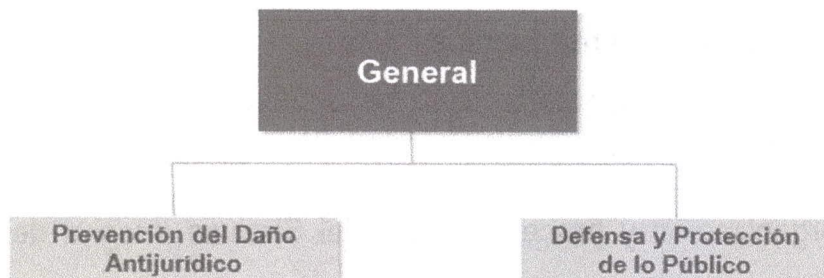 General
Prevención del Daño
Antijurídico
Defensa y Protección
de lo Público